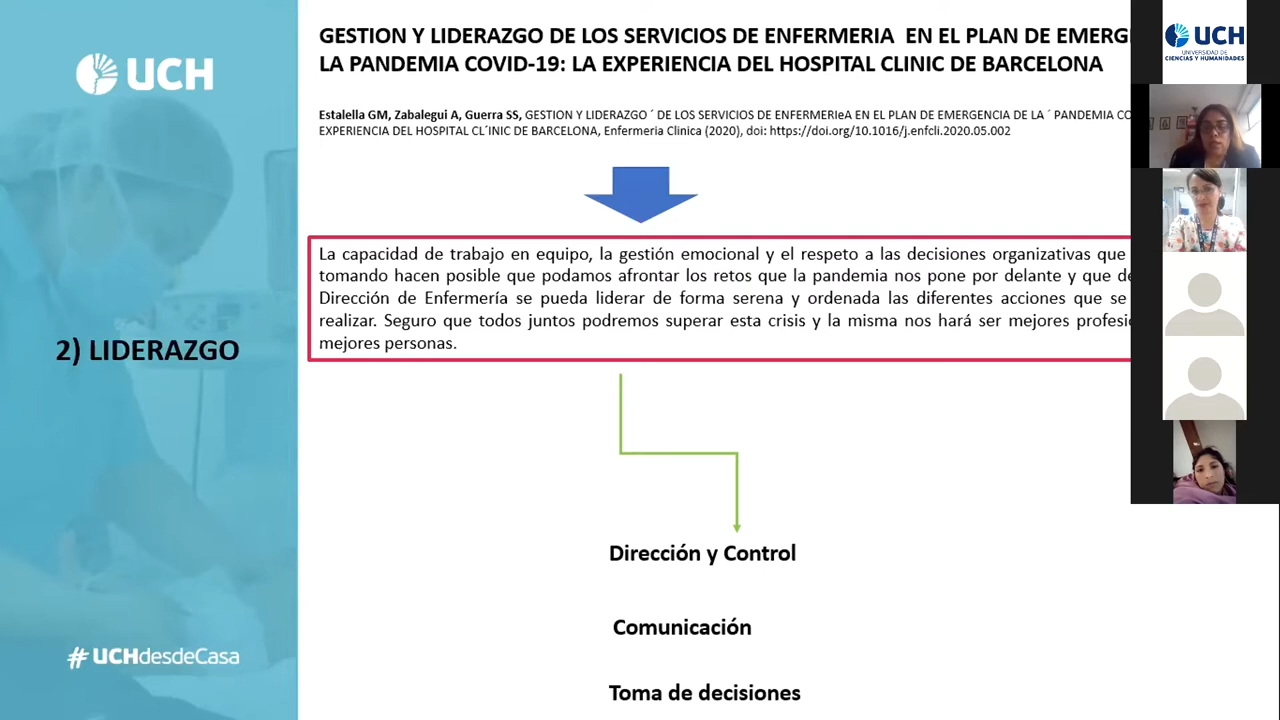 UCH
GESTION Y LIDERAZGO DE LOS SERVICIOS DE ENFERMERIA EN EL PLAN DE EMERG
LA PANDEMIA COVID-19: LA EXPERIENCIA DEL HOSPITAL CLINIC DE BARCELONA
Estalella GM, Zabalegui A, Guerra SS, GESTION Y LIDERAZGO ´ DE LOS SERVICIOS DE ENFERMERIeA EN EL PLAN DE EMERGENCIA DE LA ´ PANDEMIA CO
EXPERIENCIA DEL HOSPITAL CL´INIC DE BARCELONA, Enfermeria Clinica (2020), doi: https://doi.org/10.1016/j.enfcli.2020.05.002
La capacidad de trabajo en equipo, la gestión emocional y el respeto a las decisiones organizativas que
tomando hacen posible que podamos afrontar los retos que la pandemia nos pone por delante y que de
Dirección de Enfermería se pueda liderar de forma serena y ordenada las diferentes acciones que se
realizar. Seguro que todos juntos podremos superar esta crisis y la misma nos hará ser mejores profesi
mejores personas.
2) LIDERAZGO
Dirección y Control
Comunicación
Toma de decisiones
#UCHdesdeCasa
UCH
UNIVERSIDAD DE
CIENCIAS Y HUMANIDADES